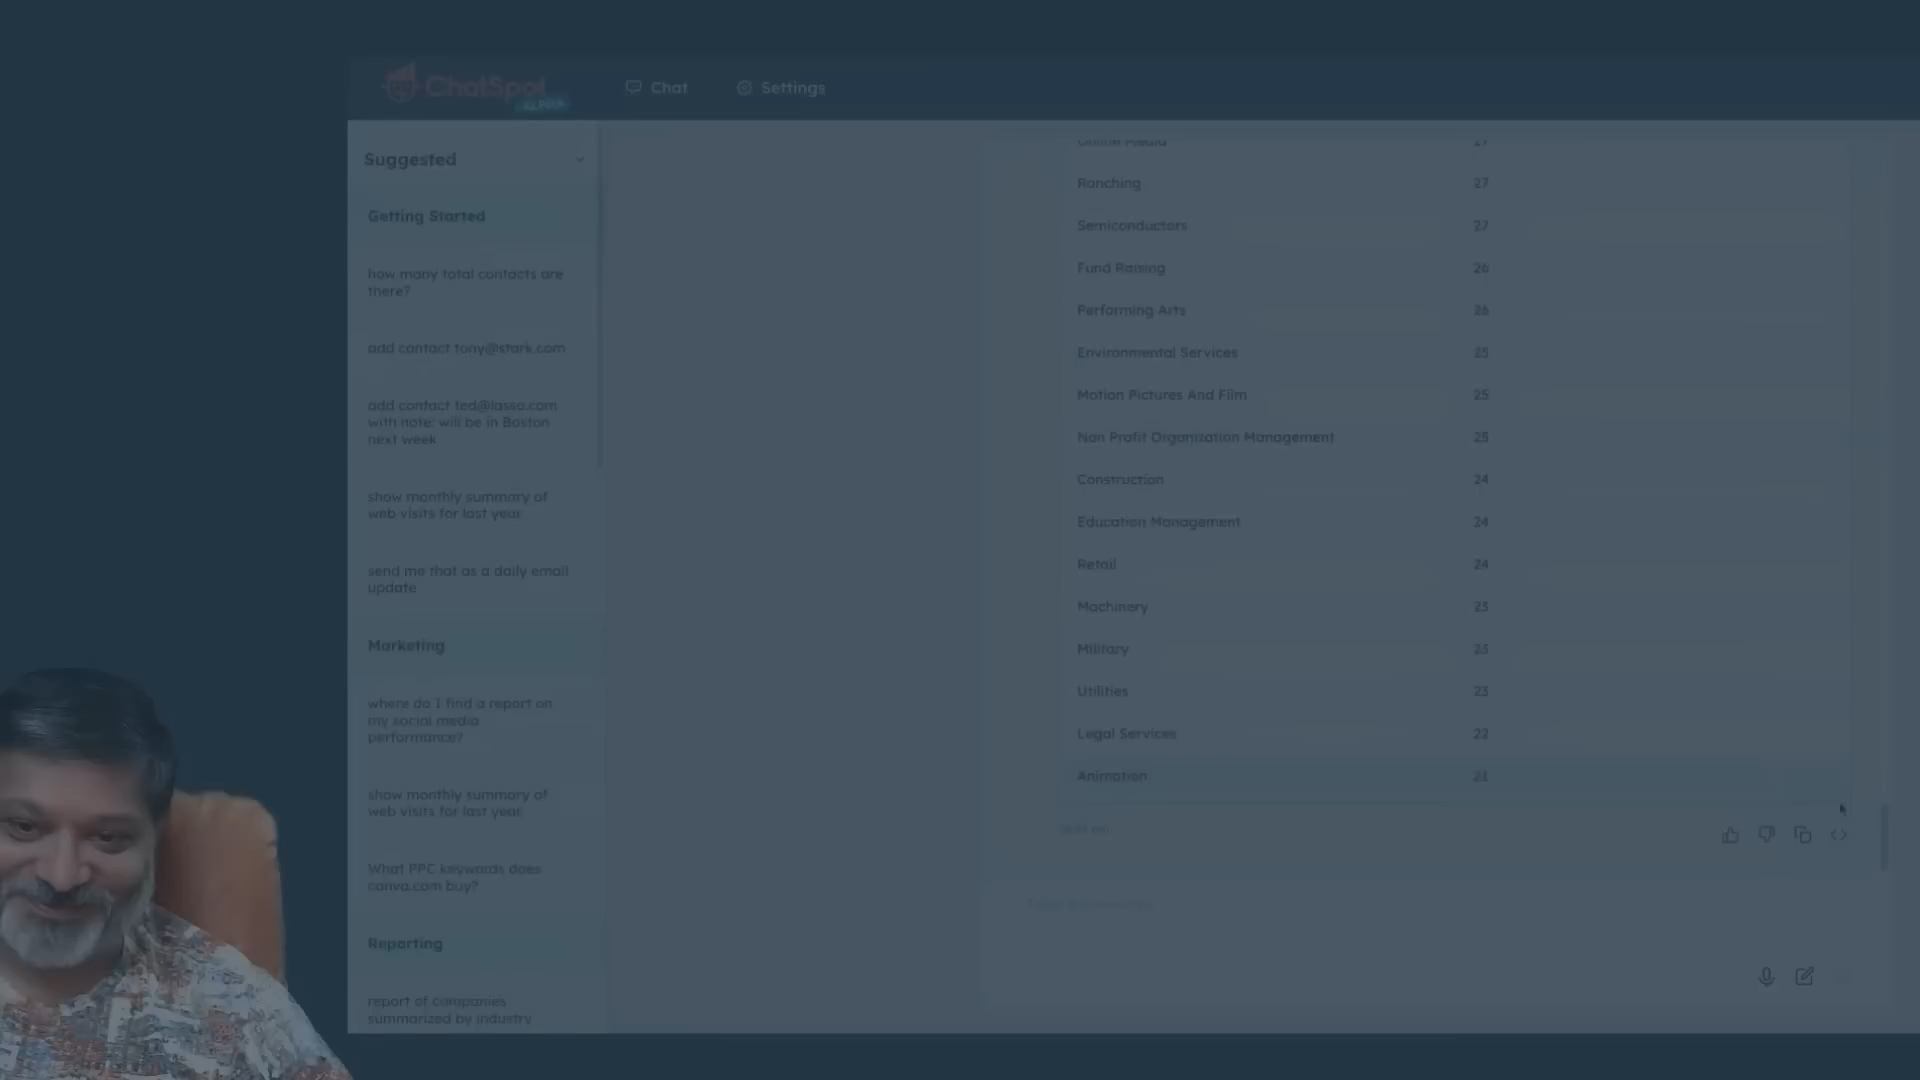 ChatSpot
alpha
Chat
Settings
Suggested
Getting Started
how many total contacts are
there?
add contact tony@stark.com
add contact ted@lasso.com
with note: will be in Boston
next week
show monthly summary of
web visits for last year
send me that as a daily email
update
Marketing
where do I find a report on
my social media
performance?
show monthly summary of
web visits for last year
What PPC keywords does
canva.com buy?
Reporting
report of companies
summarized by industry
Online Media 27
Ranching 27
Semiconductors 27
Fund Raising 26
Performing Arts 26
Environmental Services 25
Motion Pictures And Film 25
Non Profit Organization Management 25
Construction 24
Education Management 24
Retail 24
Machinery 23
Military 23
Utilities 23
Legal Services 22
Animation 21